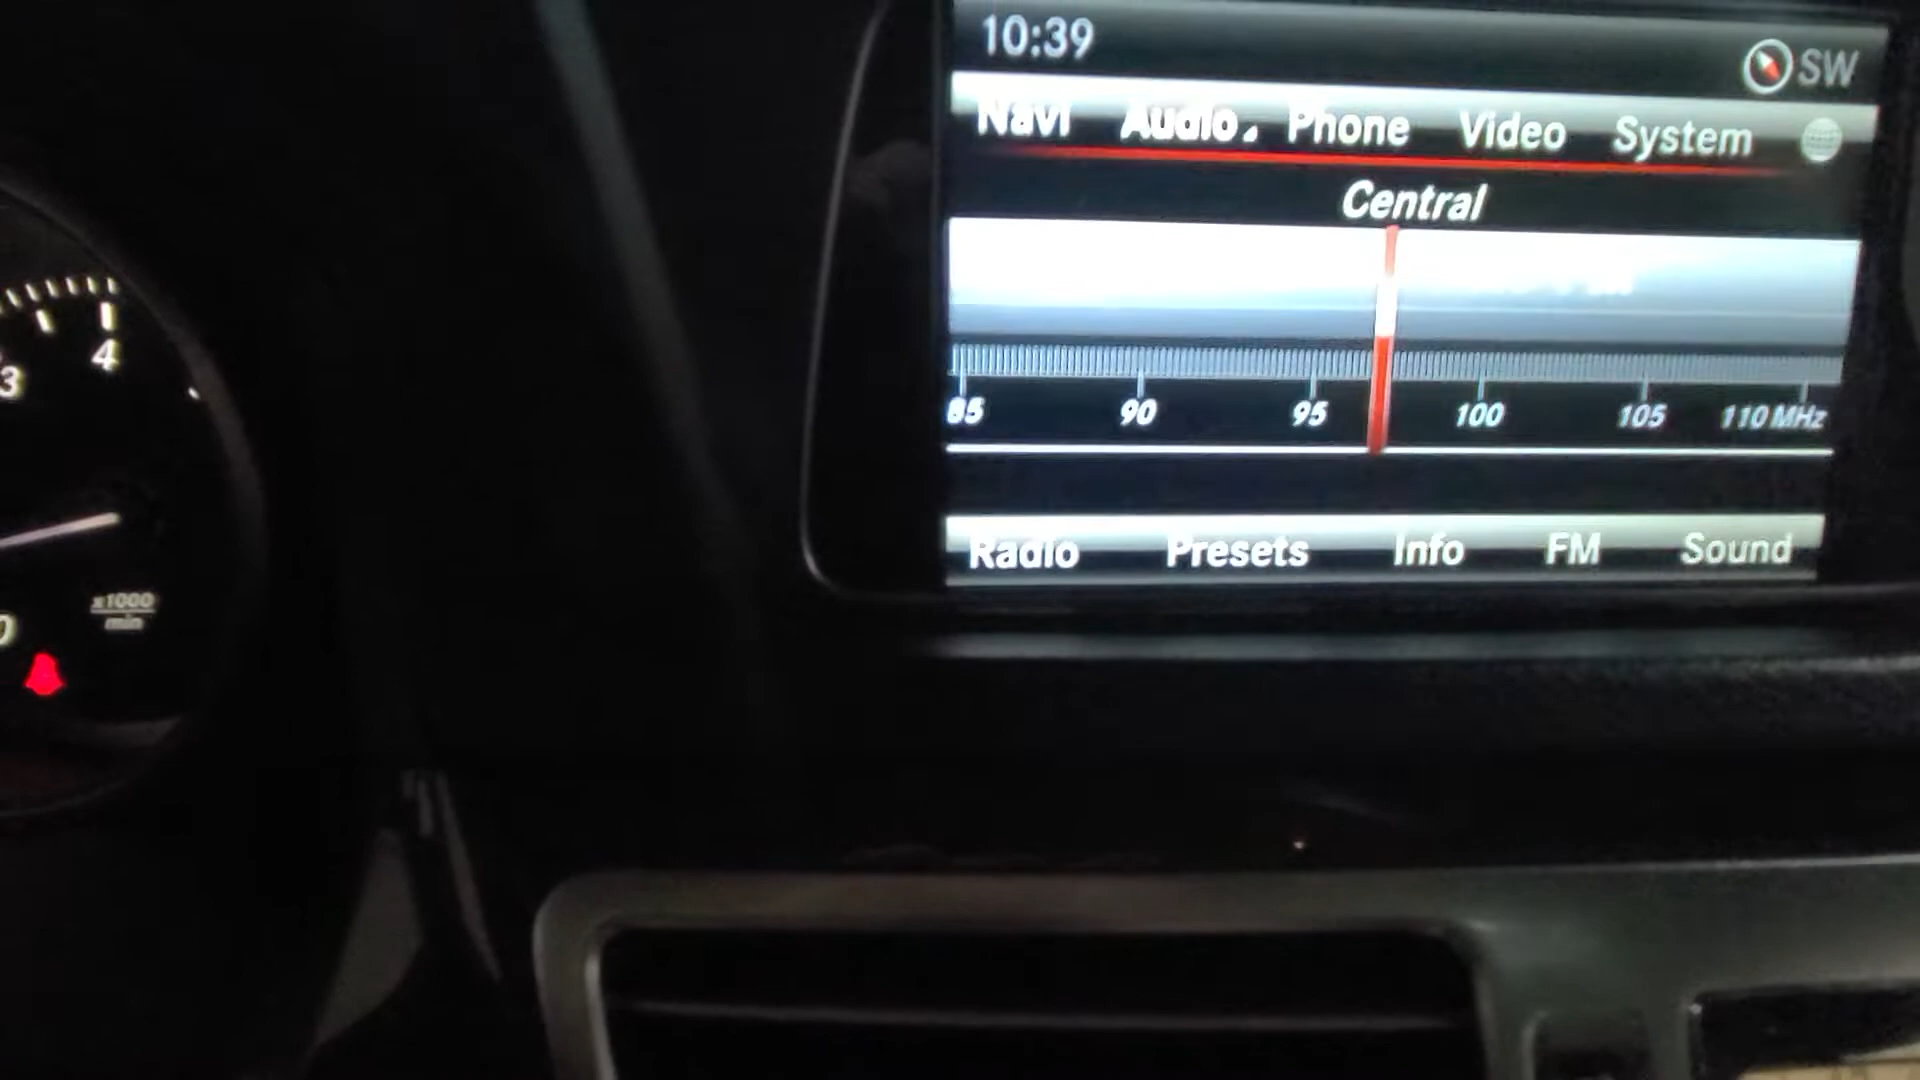 10:39
SW
Navi Audio Phone Video System
Central
85 90 95 100 105 110 MHz
Radio Presets Info FM Sound
3 4
x1000
min
0